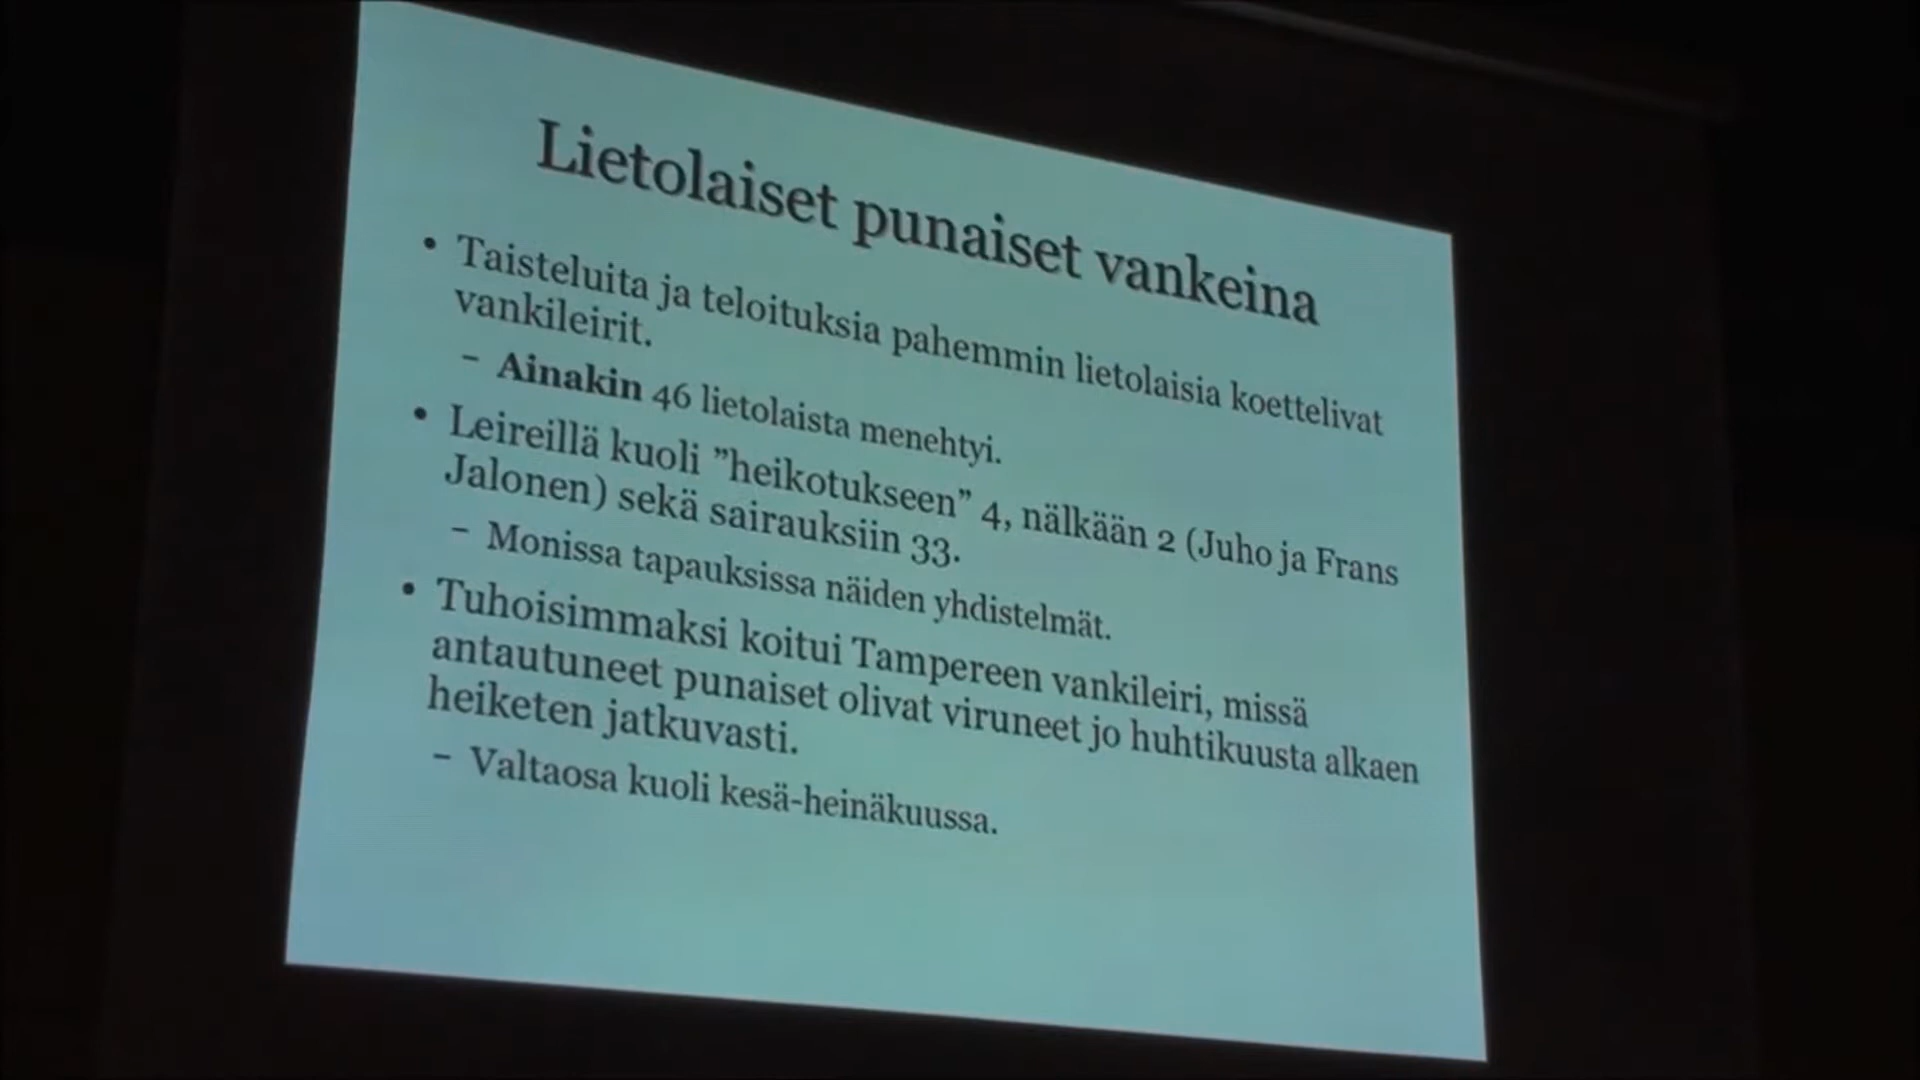 Lietolaiset punaiset vankeina
• Taisteluita ja teloituksia pahemmin lietolaisia koettelivat
vankileirit.
– Ainakin 46 lietolaista menehtyi.
• Leireillä kuoli ”heikotukseen” 4, nälkään 2 (Juho ja Frans
Jalonen) sekä sairauksiin 33.
– Monissa tapauksissa näiden yhdistelmät.
• Tuhoisimmaksi koitui Tampereen vankileiri, missä
antautuneet punaiset olivat viruneet jo huhtikuusta alkaen
heiketen jatkuvasti.
– Valtaosa kuoli kesä-heinäkuussa.